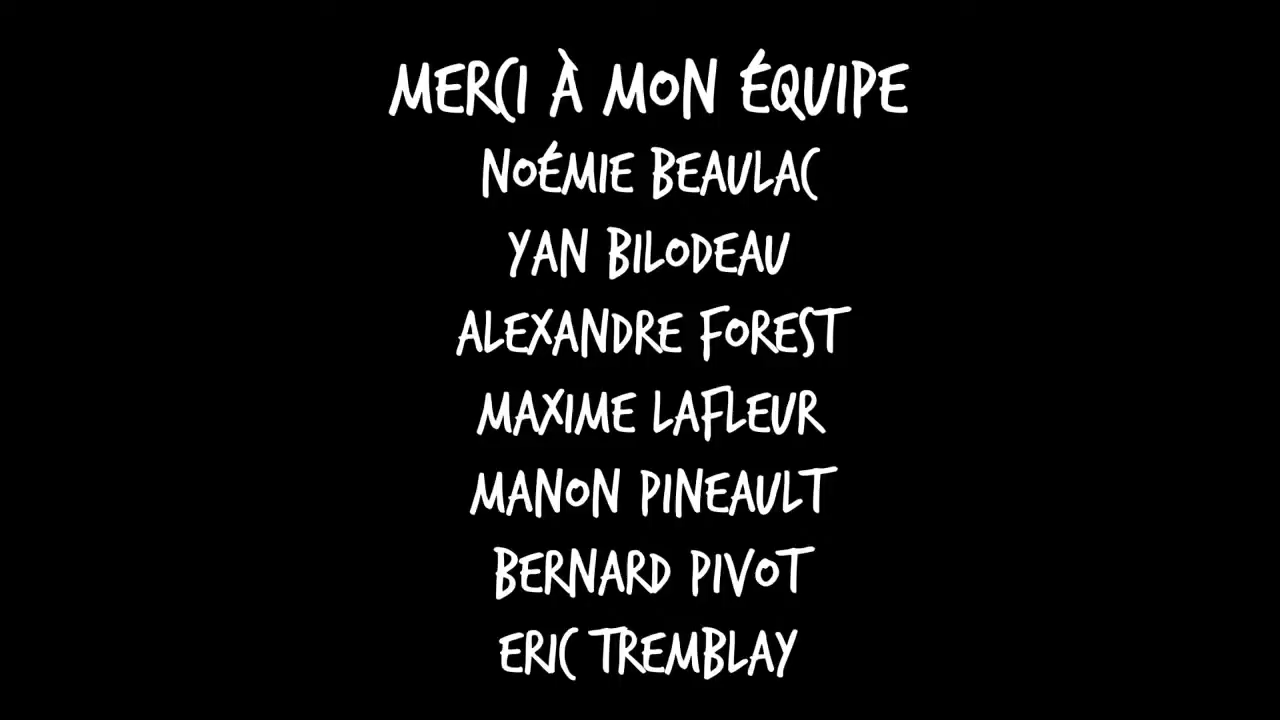 MERCI À MON ÉQUIPE
NOÉMIE BEAULAC
YAN BILODEAU
ALEXANDRE FOREST
MAXIME LAFLEUR
MANON PINEAULT
BERNARD PIVOT
ERIC TREMBLAY